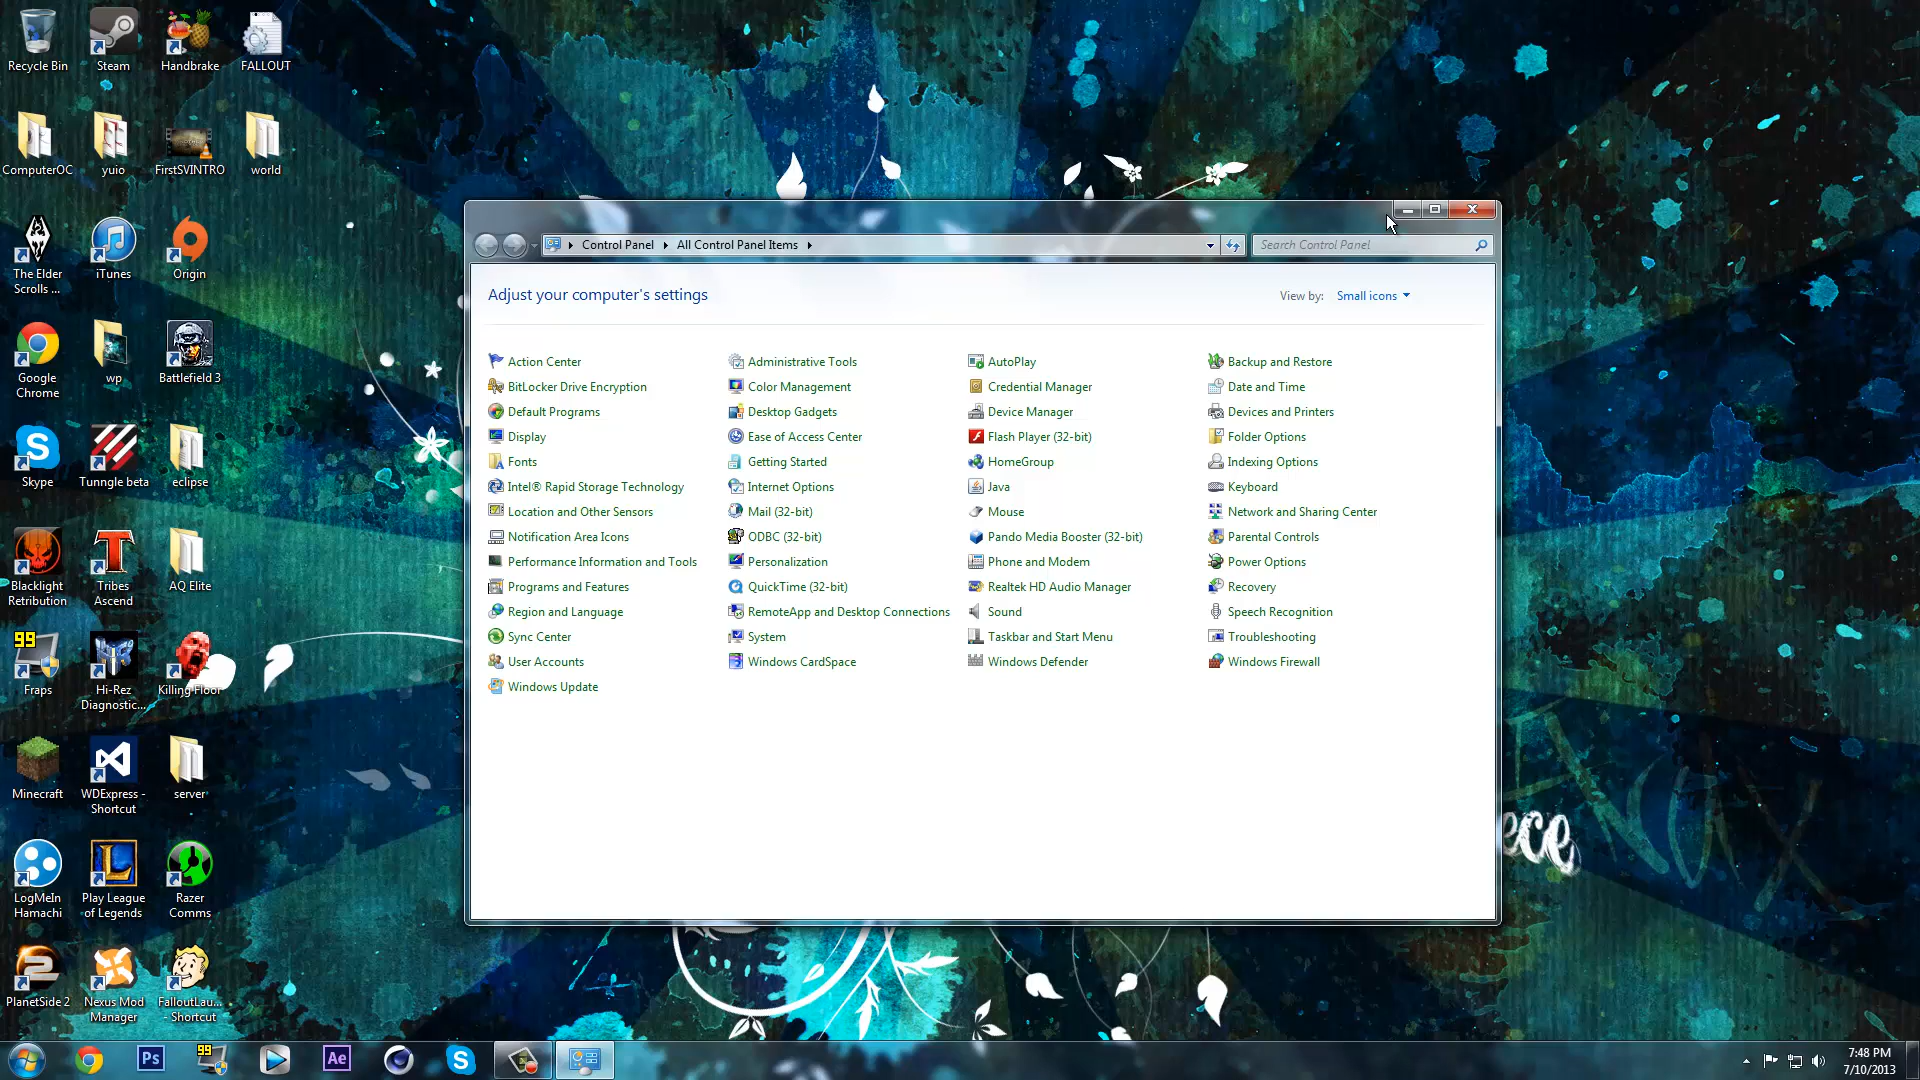 Recycle Bin
Steam
Handbrake
FALLOUT
ComputerOC
yuio
FirstSVINTRO
world
The Elder
Scrolls ...
iTunes
Origin
Google
Chrome
wp
Battlefield 3
Skype
Tunngle beta
eclipse
Blacklight
Retribution
Tribes
Ascend
AQ Elite
99
Fraps
Hi-Rez
Diagnostic...
Killing Floor
Minecraft
WDExpress -
Shortcut
server
LogMeIn
Hamachi
Play League
of Legends
Razer
Comms
PlanetSide 2
Nexus Mod
Manager
FalloutLau...
- Shortcut
Control Panel
All Control Panel Items
Search Control Panel
Adjust your computer's settings
View by: Small icons
Action Center
Administrative Tools
AutoPlay
Backup and Restore
BitLocker Drive Encryption
Color Management
Credential Manager
Date and Time
Default Programs
Desktop Gadgets
Device Manager
Devices and Printers
Display
Ease of Access Center
Flash Player (32-bit)
Folder Options
Fonts
Getting Started
HomeGroup
Indexing Options
Intel® Rapid Storage Technology
Internet Options
Java
Keyboard
Location and Other Sensors
Mail (32-bit)
Mouse
Network and Sharing Center
Notification Area Icons
ODBC (32-bit)
Pando Media Booster (32-bit)
Parental Controls
Performance Information and Tools
Personalization
Phone and Modem
Power Options
Programs and Features
QuickTime (32-bit)
Realtek HD Audio Manager
Recovery
Region and Language
RemoteApp and Desktop Connections
Sound
Speech Recognition
Sync Center
System
Taskbar and Start Menu
Troubleshooting
User Accounts
Windows CardSpace
Windows Defender
Windows Firewall
Windows Update
ece
Ps
99
Ae
7:48 PM
7/10/2013